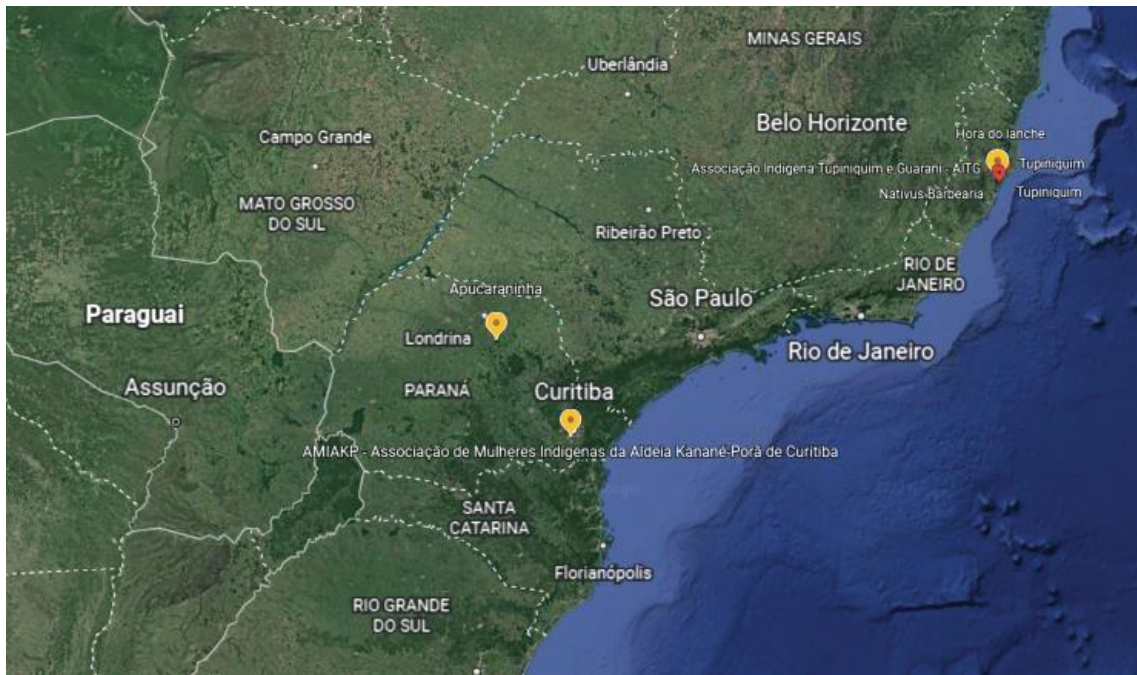 MINAS GERAIS
Uberlândia
Belo Horizonte
Hora do lanche
Campo Grande
Associação Indigena Tupiniquim e Guarani - AITG
Tupiniquim
Nativus Barbearia
Tupiniquim
MATO GROSSO
DO SUL
Ribeirão Preto
RIO DE
JANEIRO
Apucaraninha
São Paulo
Paraguai
Londrina
Rio de Janeiro
Assunção
PARANÁ
Curitiba
AMIAKP - Associação de Mulheres Indígenas da Aldeia Kanané-Porã de Curitiba
SANTA
CATARINA
Florianópolis
RIO GRANDE
DO SUL